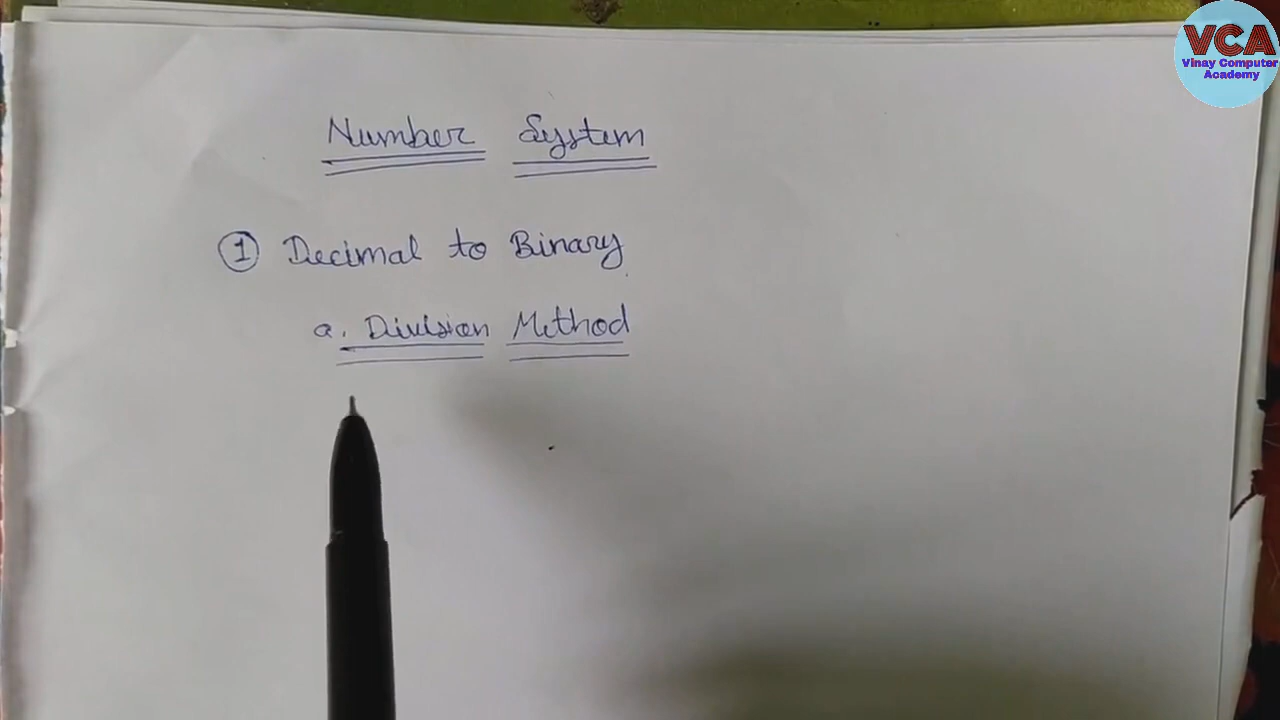 VCA
Vinay Computer
Academy
Number System
① Decimal to Binary
a. Division Method